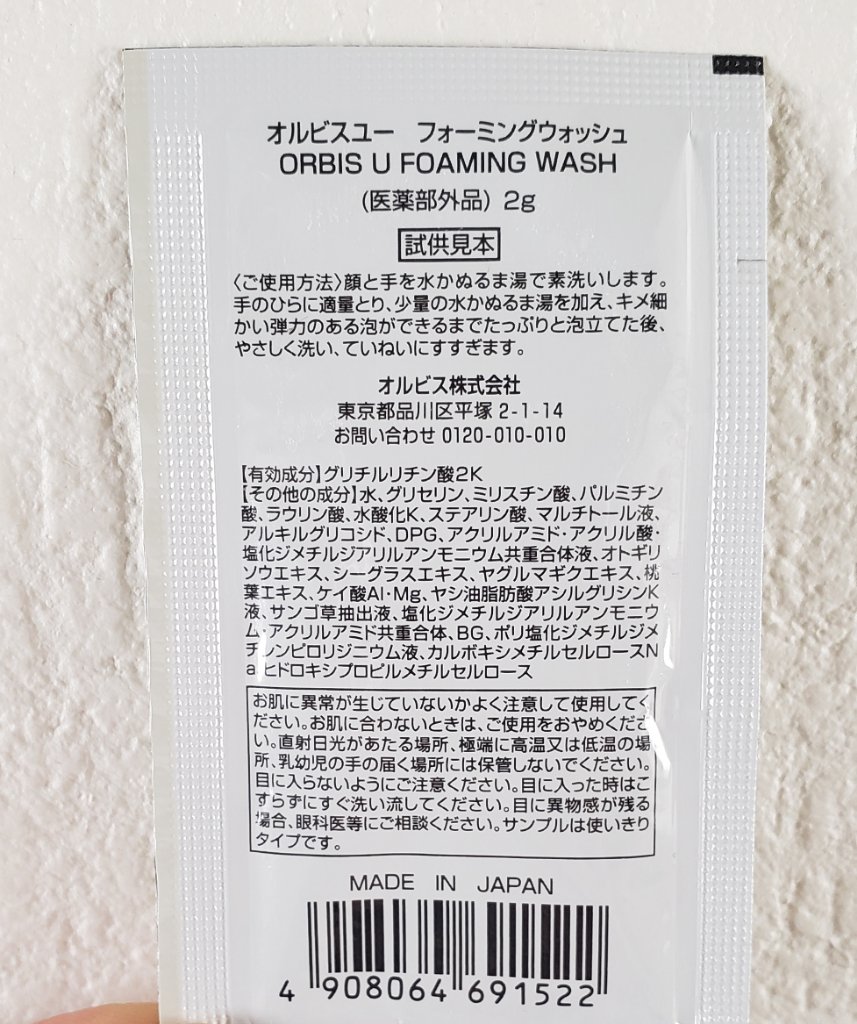 オルビスユー フォーミングウォッシュ
ORBIS U FOAMING WASH
(医薬部外品) 2g
試供見本
〈ご使用方法〉顔と手を水かぬるま湯で素洗いします。
手のひらに適量とり、少量の水かぬるま湯を加え、キメ細
かい弾力のある泡ができるまでたっぷりと泡立てた後、
やさしく洗い、ていねいにすすぎます。
オルビス株式会社
東京都品川区平塚 2-1-14
お問い合わせ 0120-010-010
【有効成分】グリチルリチン酸2K
【その他の成分】水、グリセリン、ミリスチン酸、パルミチン
酸、ラウリン酸、水酸化K、ステアリン酸、マルチトール液、
アルキルグリコシド、DPG、アクリルアミド・アクリル酸・
塩化ジメチルジアリルアンモニウム共重合体液、オトギリ
ソウエキス、シーグラスエキス、ヤグルマギクエキス、桃
葉エキス、ケイ酸Al・Mg、ヤシ油脂肪酸アシルグリシンK
液、サンゴ草抽出液、塩化ジメチルジアリルアンモニウ
ム・アクリルアミド共重合体、BG、ポリ塩化ジメチルジメ
チレンピロリジニウム液、カルボキシメチルセルロースN
a、ヒドロキシプロピルメチルセルロース
お肌に異常が生じていないかよく注意して使用してく
ださい。お肌に合わないときは、ご使用をおやめくださ
い。直射日光があたる場所、極端に高温又は低温の場
所、乳幼児の手の届く場所には保管しないでください。
目に入らないようにご注意ください。目に入った時はこ
すらずにすぐ洗い流してください。目に異物感が残る
場合、眼科医等にご相談ください。サンプルは使いきり
タイプです。
MADE IN JAPAN
4 908064 691522